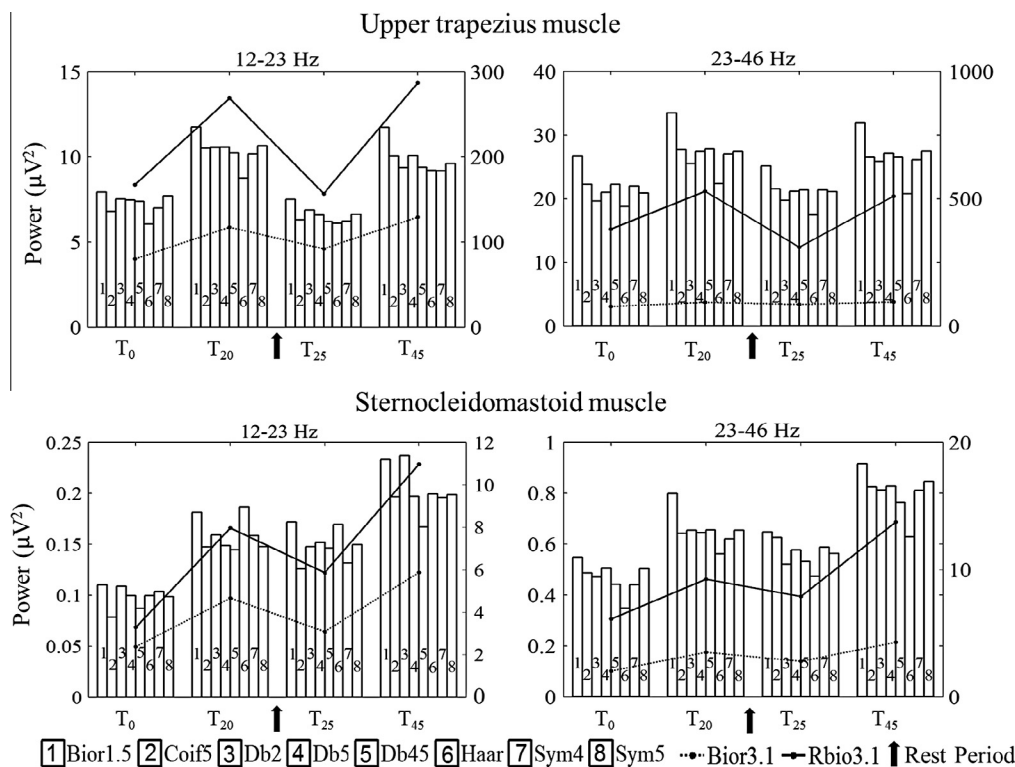 Upper trapezius muscle
12-23 Hz
23-46 Hz
Power (µV²)
15
10
5
0
300
200
100
0
40
30
20
10
0
1000
500
0
1 2 3 4 5 6 7 8
1 2 3 4 5 6 7 8
1 2 3 4 5 6 7 8
1 2 3 4 5 6 7 8
1 2 3 4 5 6 7 8
1 2 3 4 5 6 7 8
1 2 3 4 5 6 7 8
1 2 3 4 5 6 7 8
T₀ T₂₀ T₂₅ T₄₅
T₀ T₂₀ T₂₅ T₄₅
Sternocleidomastoid muscle
12-23 Hz
23-46 Hz
Power (µV²)
0.25
0.2
0.15
0.1
0.05
0
12
10
8
6
4
2
0
1
0.8
0.6
0.4
0.2
0
20
10
0
1 2 3 4 5 6 7 8
1 2 3 4 5 6 7 8
1 2 3 4 5 6 7 8
1 2 3 4 5 6 7 8
1 2 3 4 5 6 7 8
1 2 3 4 5 6 7 8
1 2 3 4 5 6 7 8
1 2 3 4 5 6 7 8
T₀ T₂₀ T₂₅ T₄₅
T₀ T₂₀ T₂₅ T₄₅
1 Bior1.5 2 Coif5 3 Db2 4 Db5 5 Db45 6 Haar 7 Sym4 8 Sym5 Bior3.1 Rbio3.1 Rest Period